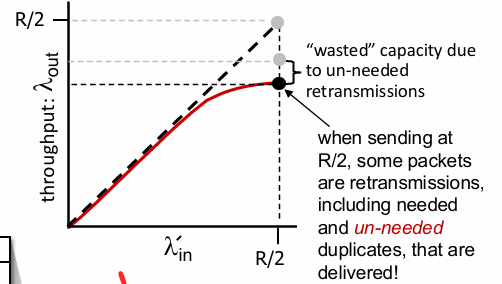 R/2
throughput: λout
"wasted" capacity due
to un-needed
retransmissions
when sending at
R/2, some packets
are retransmissions,
including needed
and un-needed
duplicates, that are
delivered!
λ'in
R/2